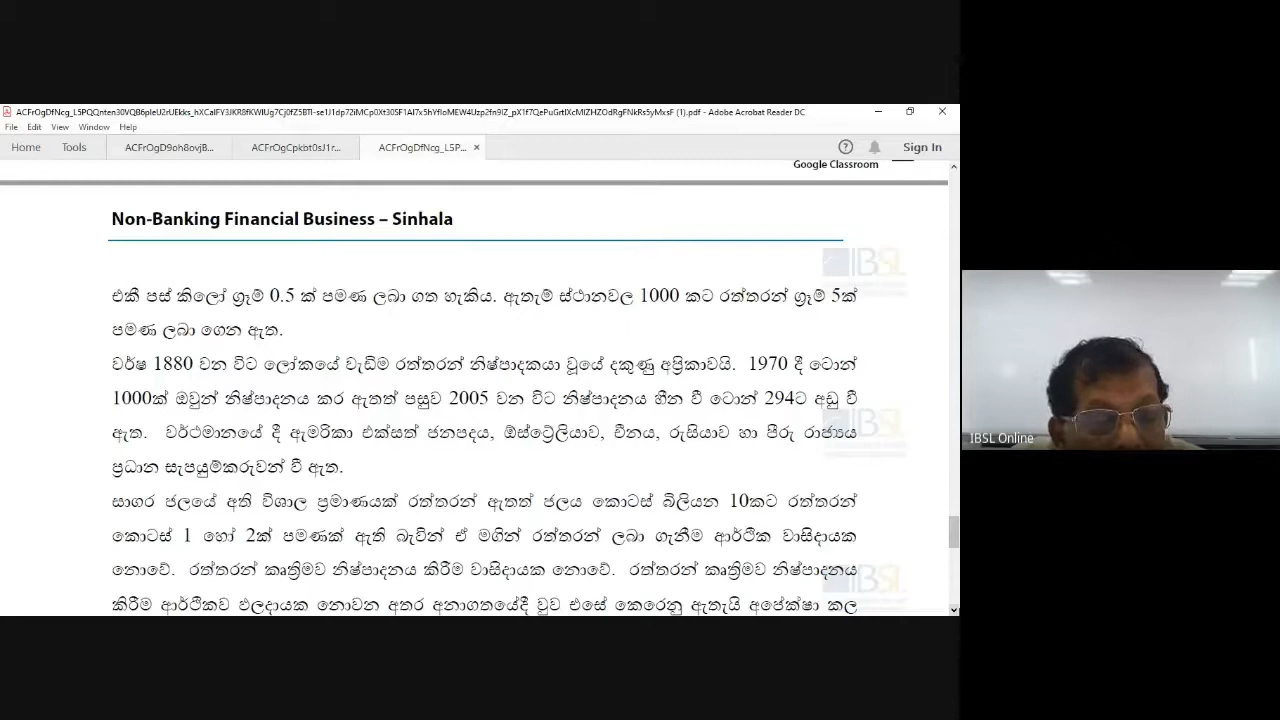 ACFrOgDfNcg_L5PQQnten30VQB6pleU2rUEkks_hXCalFY3JKR8fKWlUg7Cj0fZ5BTl-se1J1dp72iMCp0Xt30SF1Al7x5hYfloMEW4Uzp2fn9lZ_pX1f7QePuGrtIXcMlZHZOdRgFNkRs5yMxsF (1).pdf - Adobe Acrobat Reader DC
File Edit View Window Help
Home Tools ACFrOgD9oh8ovjB... ACFrOgCpkbt0sJ1r... ACFrOgDfNcg_L5P... × Sign In
Google Classroom
Non-Banking Financial Business – Sinhala
IBSL
එකී පස් කිලෝ ග්‍රෑම් 0.5 ක් පමණ ලබා ගත හැකිය. ඇතැම් ස්ථානවල 1000 කට රත්තරන් ග්‍රෑම් 5ක්
පමණ ලබා ගෙන ඇත.
වර්ෂ 1880 වන විට ලෝකයේ වැඩිම රත්තරන් නිෂ්පාදකයා වූයේ දකුණු අප්‍රිකාවයි. 1970 දී ටොන්
1000ක් ඔවුන් නිෂ්පාදනය කර ඇතත් පසුව 2005 වන විට නිෂ්පාදනය හීන වී ටොන් 294ට අඩු වී
IBSL
ඇත. වර්ථමානයේ දී ඇමරිකා එක්සත් ජනපදය, ඕස්ට්‍රේලියාව, චීනය, රුසියාව හා පීරු රාජ්‍යය
ප්‍රධාන සැපයුම්කරුවන් වී ඇත.
IBSL Online
සාගර ජලයේ අති විශාල ප්‍රමාණයක් රත්තරන් ඇතත් ජලය කොටස් බිලියන 10කට රත්තරන්
කොටස් 1 හෝ 2ක් පමණක් ඇති බැවින් ඒ මගින් රත්තරන් ලබා ගැනීම ආර්ථික වාසිදායක
නොවේ. රත්තරන් කෘත්‍රිමව නිෂ්පාදනය කිරීම වාසිදායක නොවේ. රත්තරන් කෘත්‍රිමව නිෂ්පාදනය
IBSL
කිරීම ආර්ථිකව ඵලදායක නොවන අතර අනාගතයේදී වුව එසේ කෙරෙනු ඇතැයි අපේක්ෂා කල